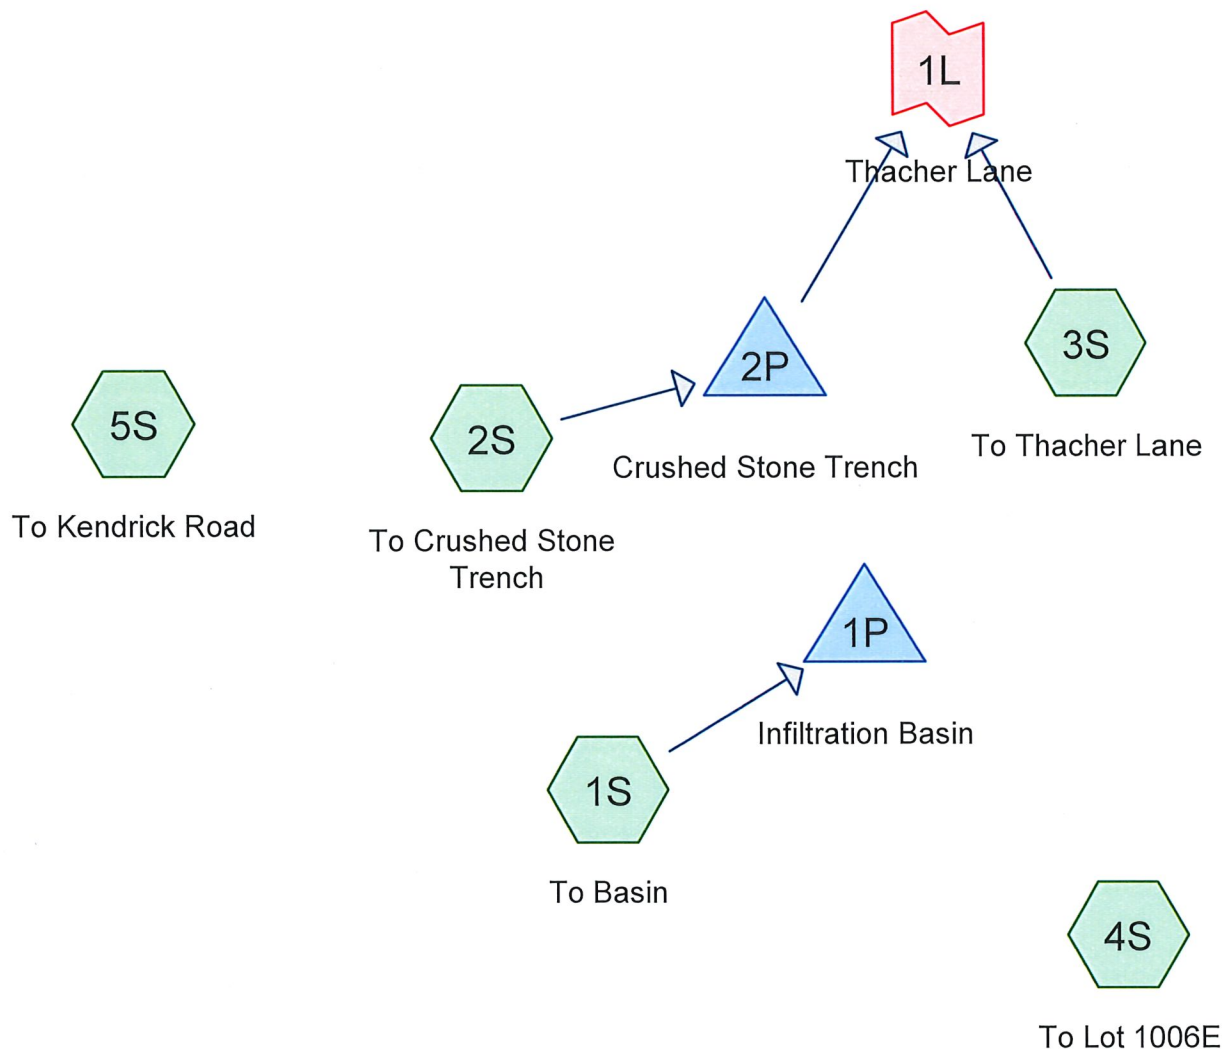 1L
Thacher Lane
2P
Crushed Stone Trench
3S
To Thacher Lane
5S
To Kendrick Road
2S
To Crushed Stone
Trench
1P
Infiltration Basin
1S
To Basin
4S
To Lot 1006E